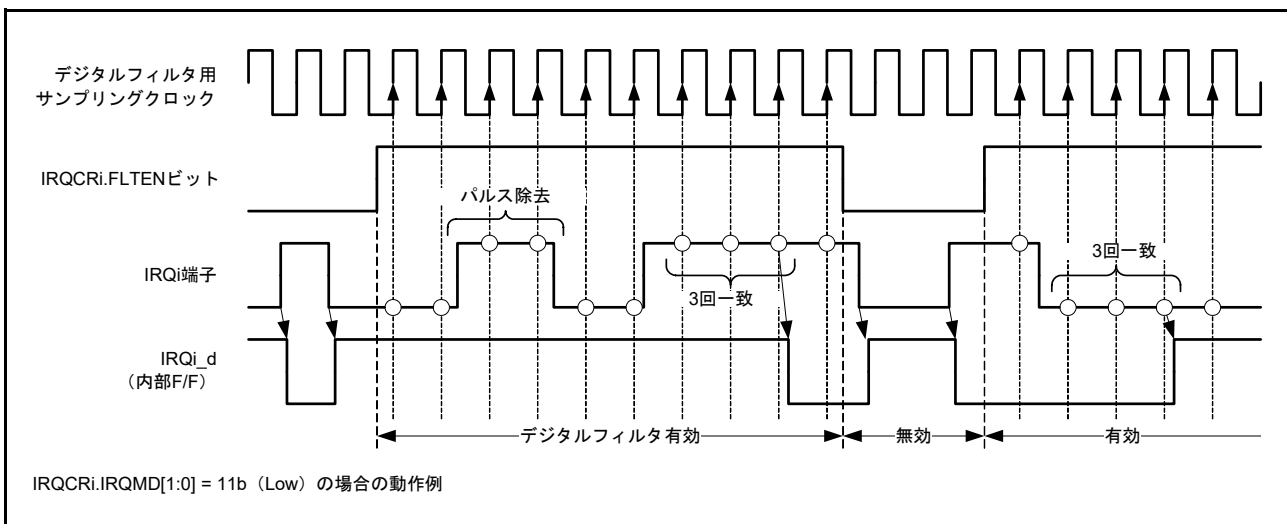 デジタルフィルタ用
サンプリングクロック
IRQCRi.FLTENビット
パルス除去
IRQi端子
3回一致
3回一致
IRQi_d
（内部F/F）
デジタルフィルタ有効
無効
有効
IRQCRi.IRQMD[1:0] = 11b（Low）の場合の動作例